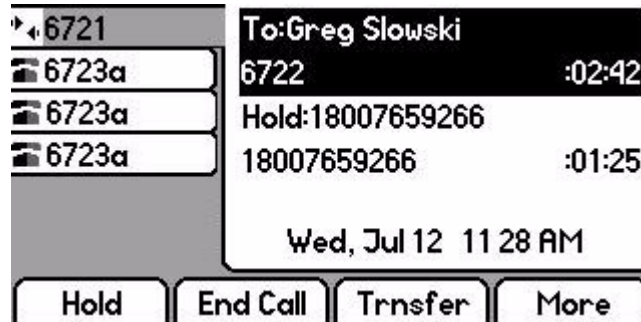 6721
6723a
6723a
6723a
To:Greg Slowski
6722 :02:42
Hold:18007659266
18007659266 :01:25
Wed, Jul 12 11 28 AM
Hold End Call Trnsfer More